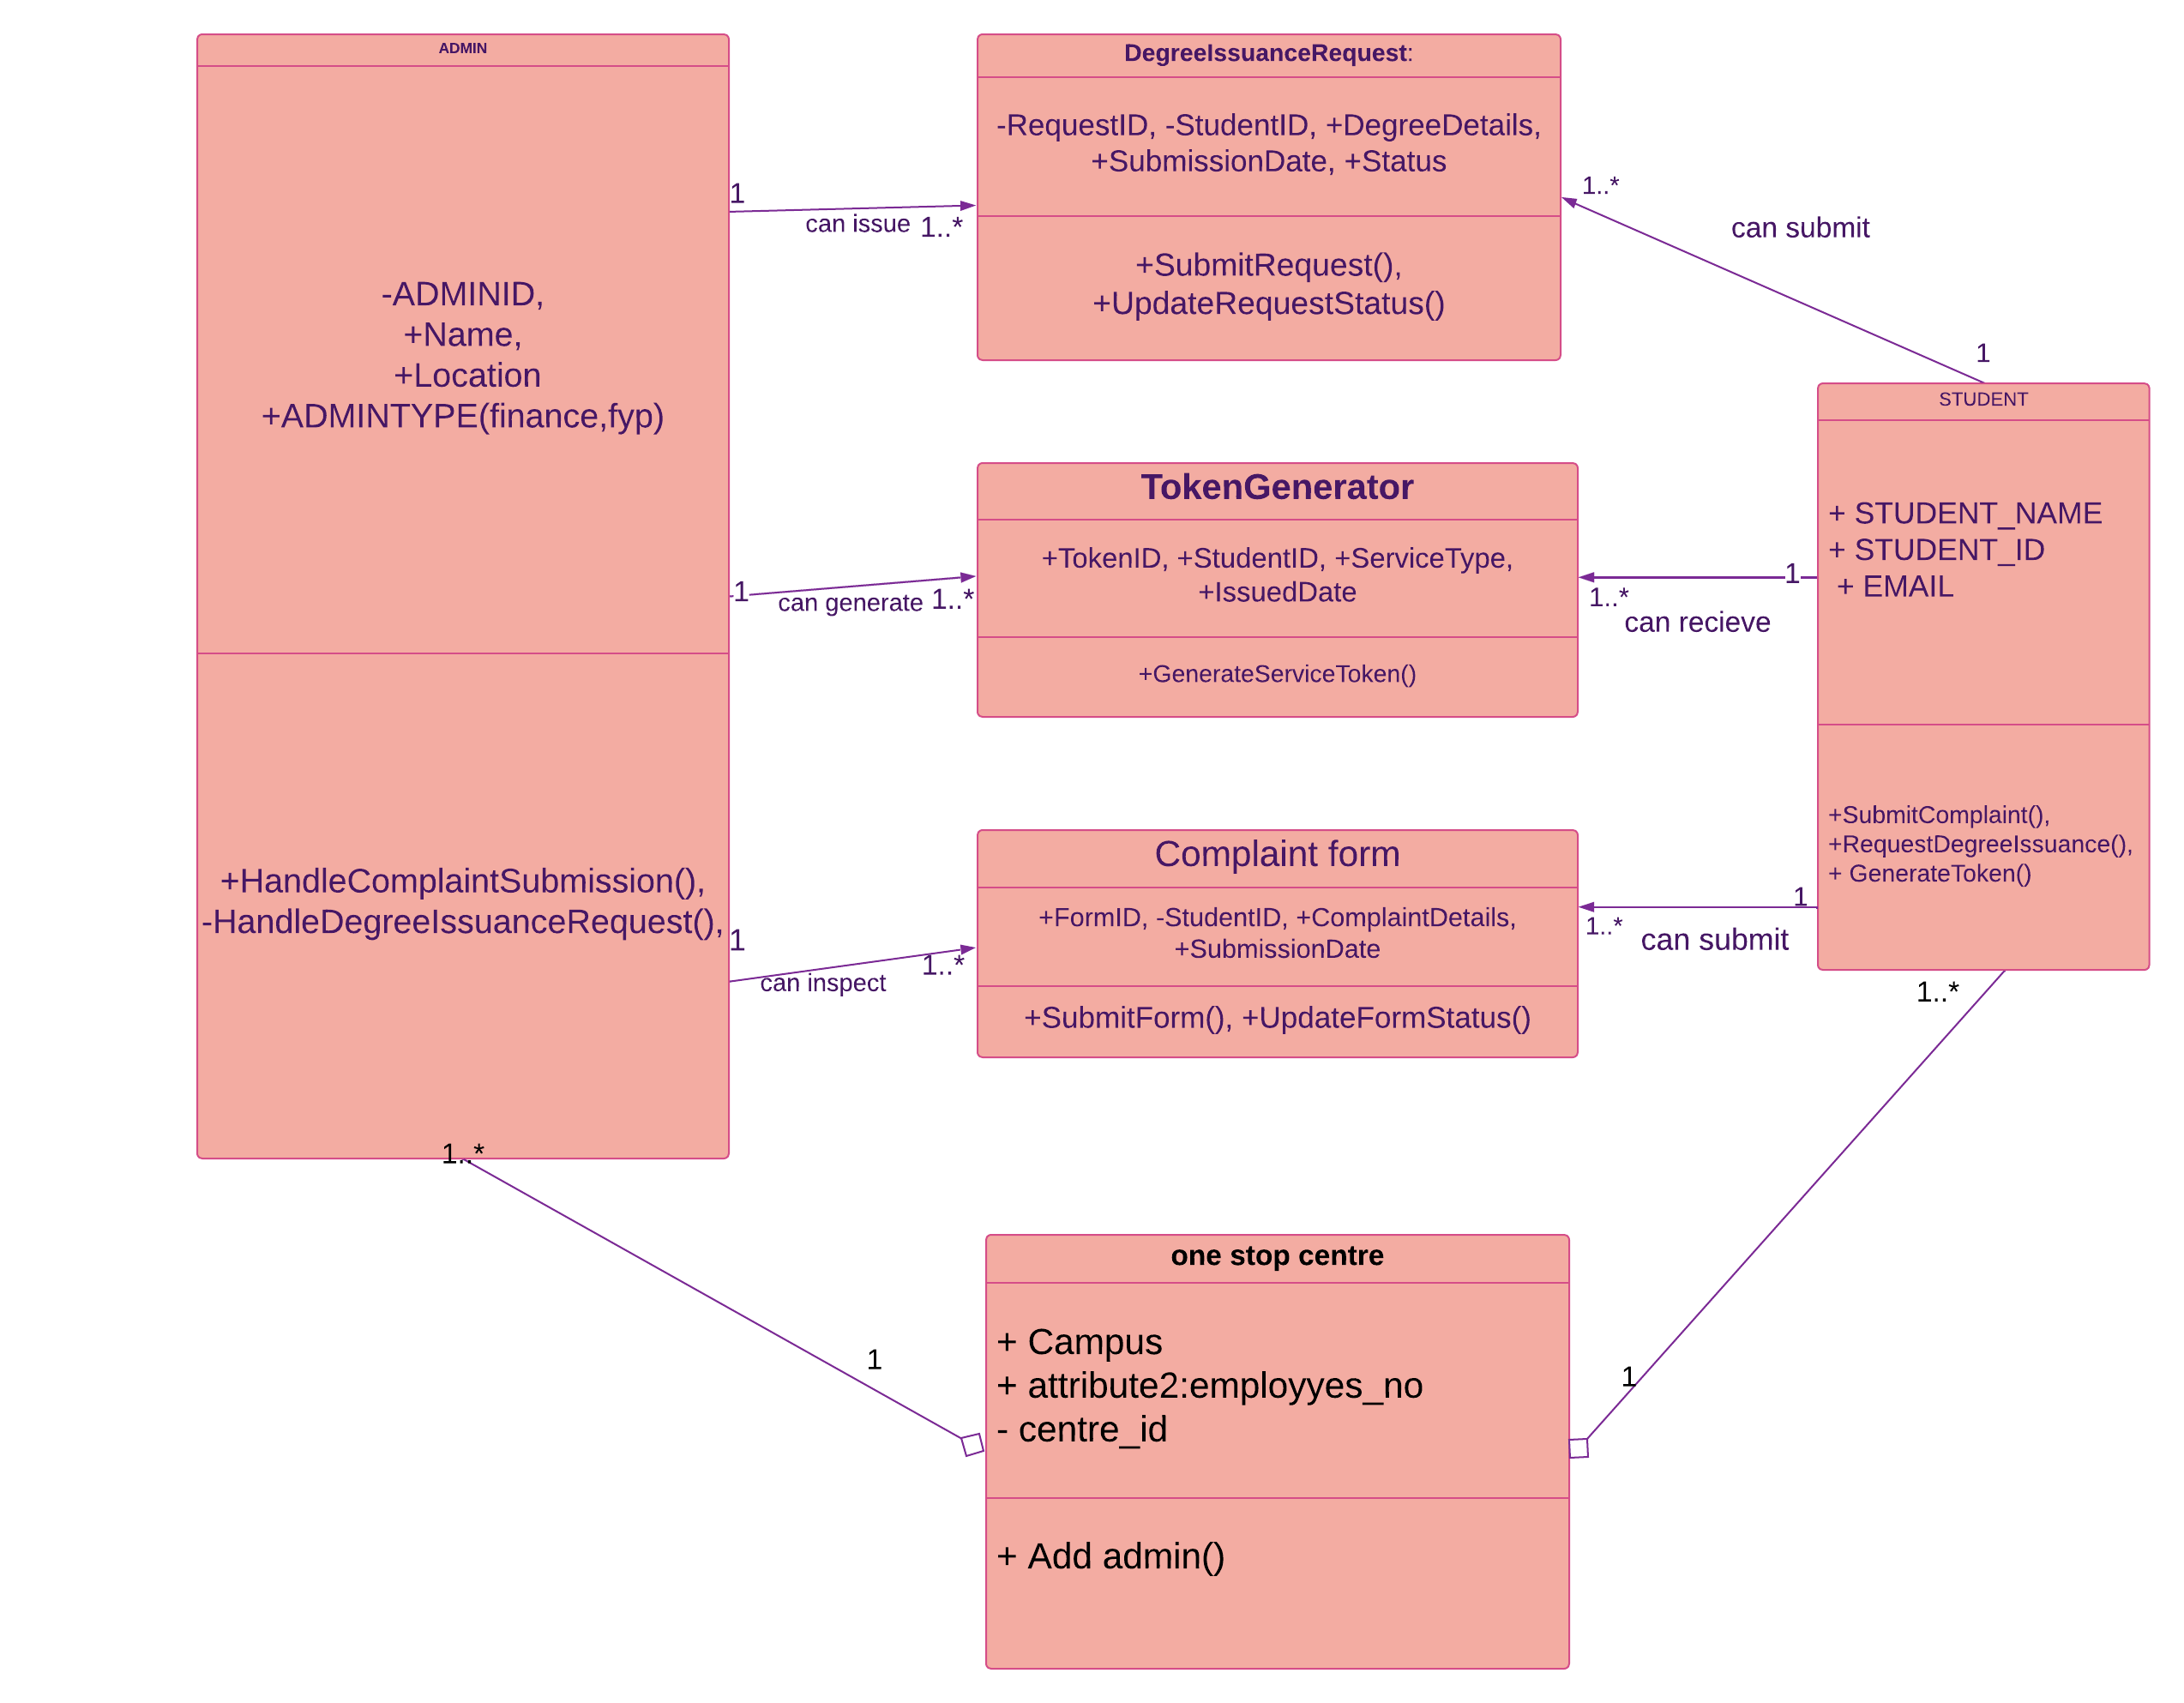 ADMIN
-ADMINID,
+Name,
+Location
+ADMINTYPE(finance,fyp)
+HandleComplaintSubmission(),
-HandleDegreeIssuanceRequest(),
1
can issue
1..*
1
can generate
1..*
1
can inspect
1..*
DegreeIssuanceRequest:
-RequestID, -StudentID, +DegreeDetails,
+SubmissionDate, +Status
+SubmitRequest(),
+UpdateRequestStatus()
1..*
can submit
1
TokenGenerator
+TokenID, +StudentID, +ServiceType,
+IssuedDate
+GenerateServiceToken()
1
1..*
can recieve
Complaint form
+FormID, -StudentID, +ComplaintDetails,
+SubmissionDate
+SubmitForm(), +UpdateFormStatus()
1
1..*
can submit
STUDENT
+ STUDENT_NAME
+ STUDENT_ID
+ EMAIL
+SubmitComplaint(),
+RequestDegreeIssuance(),
+ GenerateToken()
1..*
1..*
1
1
one stop centre
+ Campus
+ attribute2:employyes_no
- centre_id
+ Add admin()